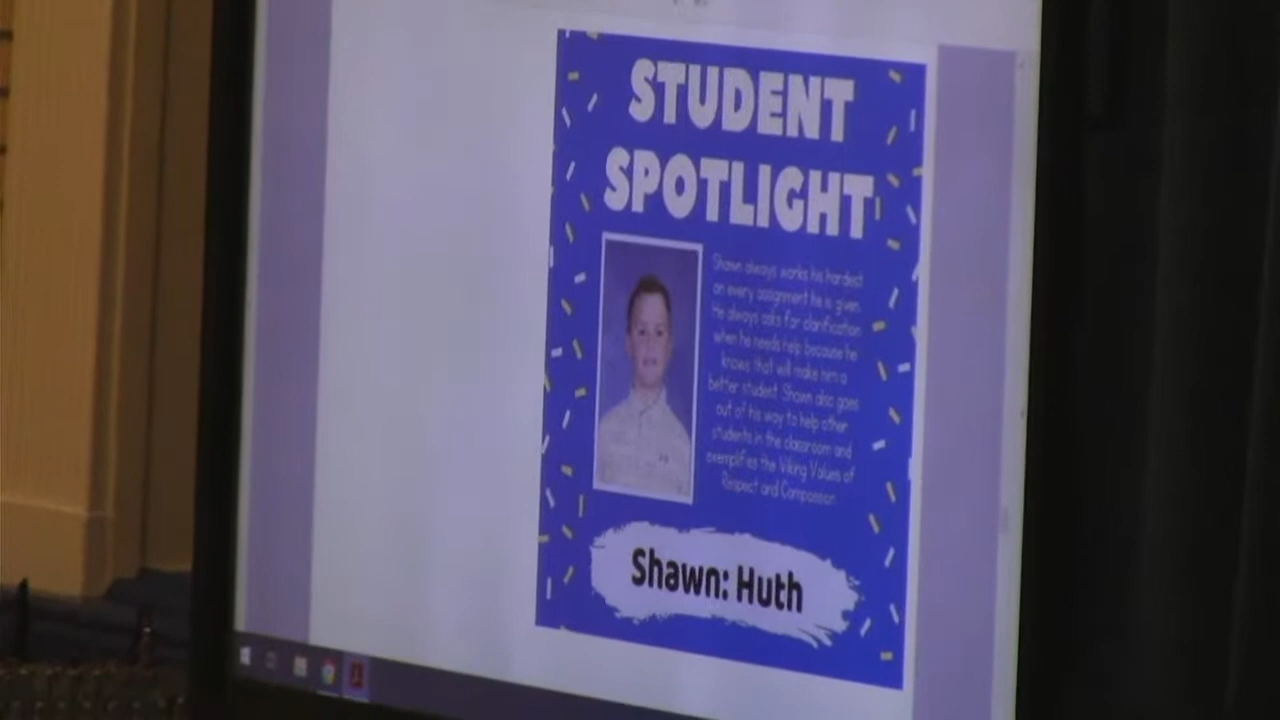 STUDENT
SPOTLIGHT
Shawn always works his hardest
on every assignment he is given.
He always asks for clarification
when he needs help because he
knows that will make him a
better student. Shawn also goes
out of his way to help other
students in the classroom and
exemplifies the Viking Values of
Respect and Compassion.
Shawn: Huth